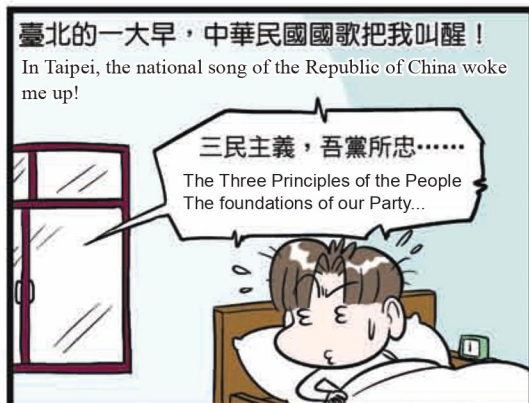 臺北的一大早，中華民國國歌把我叫醒！
In Taipei, the national song of the Republic of China woke
me up!
三民主義，吾黨所忠……
The Three Principles of the People
The foundations of our Party...